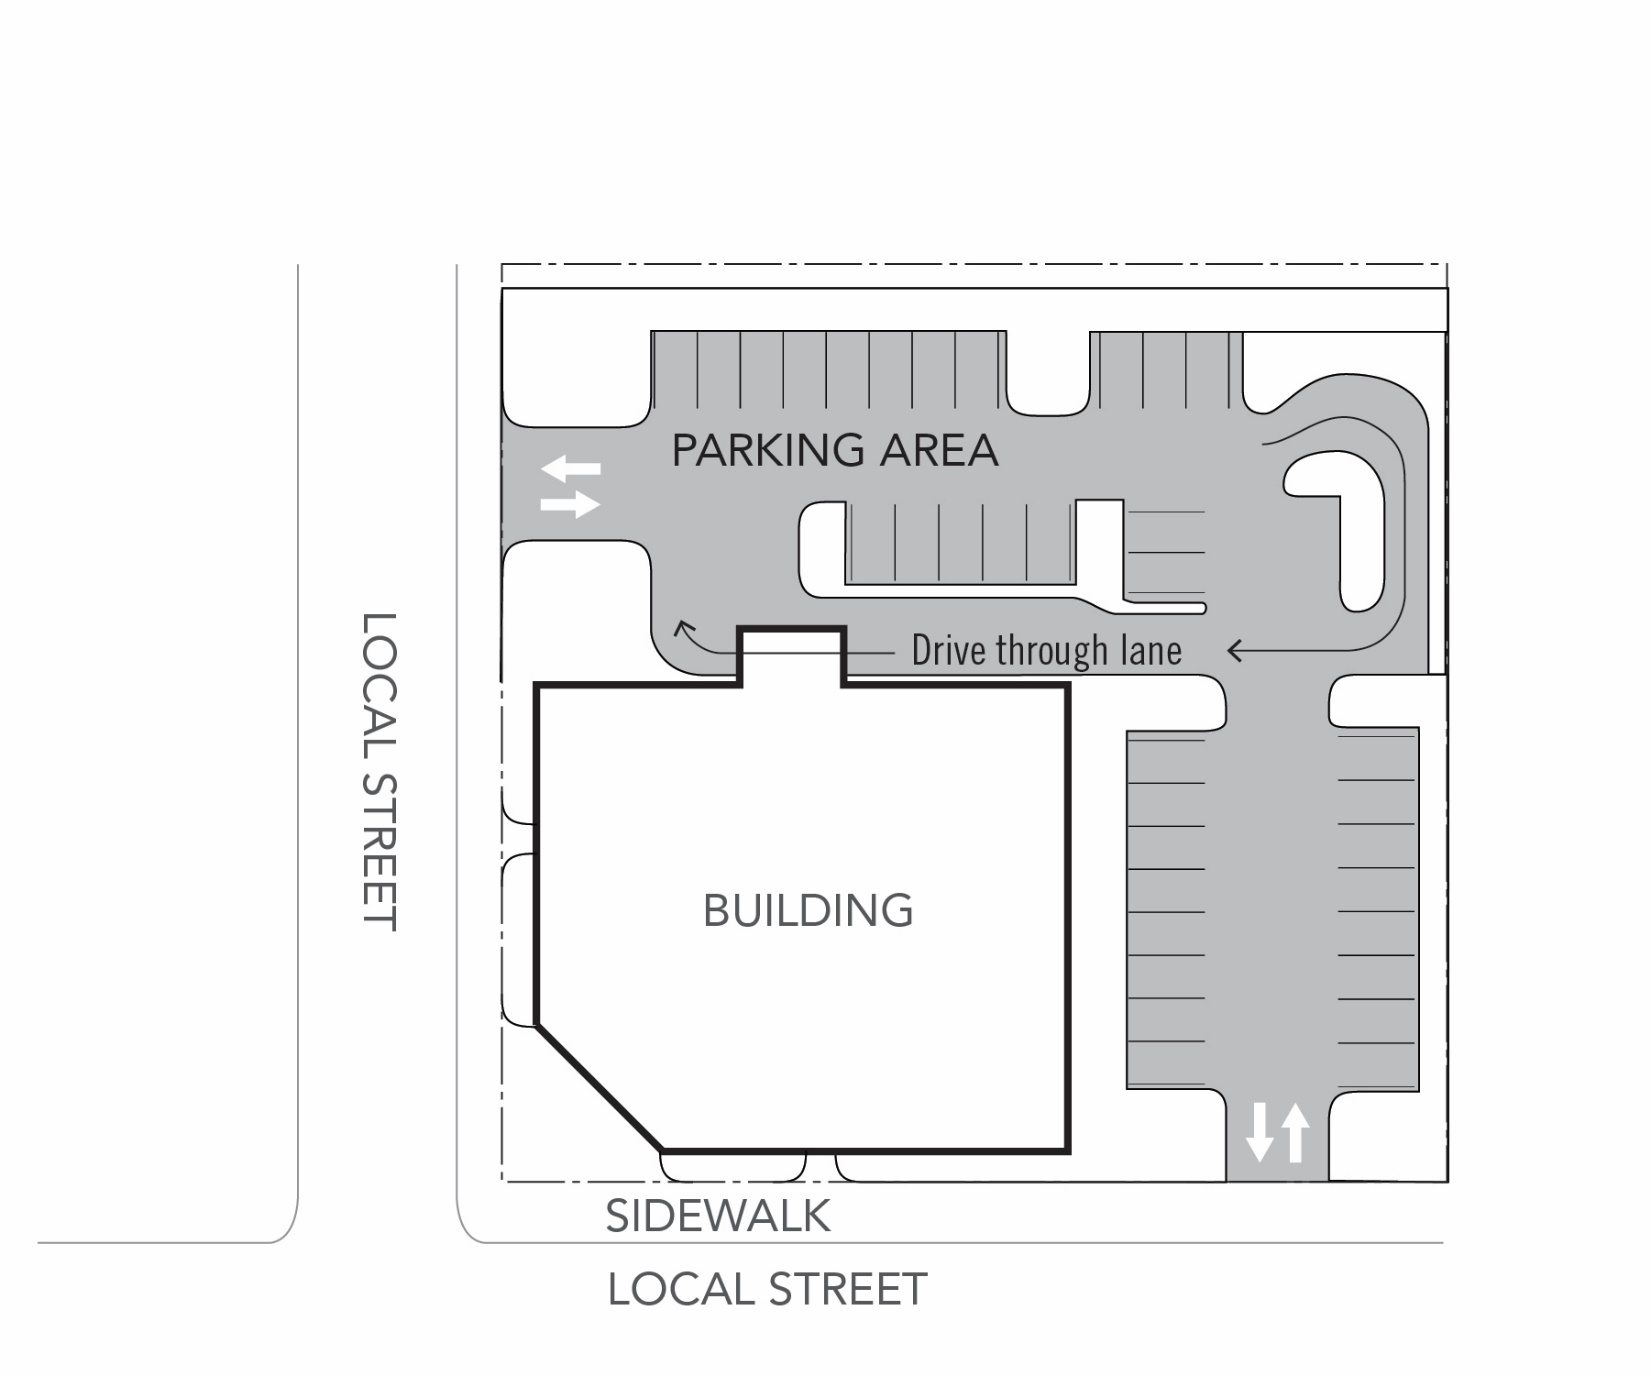 PARKING AREA
Drive through lane
LOCAL STREET
BUILDING
SIDEWALK
LOCAL STREET